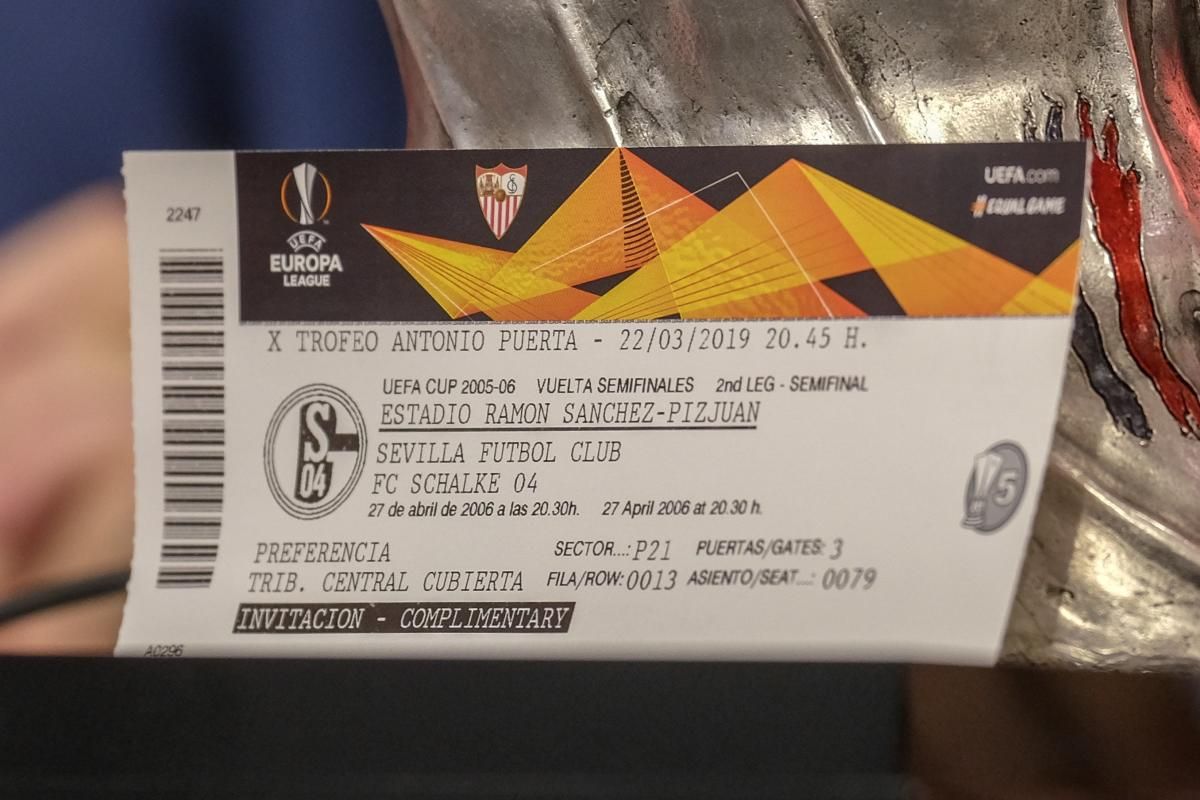 2247
UEFA
EUROPA
LEAGUE
UEFA.com
#EQUALGAME
X TROFEO ANTONIO PUERTA - 22/03/2019 20.45 H.
UEFA CUP 2005-06 VUELTA SEMIFINALES 2nd LEG - SEMIFINAL
ESTADIO RAMON SANCHEZ-PIZJUAN
S
04
SEVILLA FUTBOL CLUB
FC SCHALKE 04
27 de abril de 2006 a las 20.30h. 27 April 2006 at 20.30 h.
5
PREFERENCIA SECTOR...:P21 PUERTAS/GATES: 3
TRIB. CENTRAL CUBIERTA FILA/ROW:0013 ASIENTO/SEAT...: 0079
INVITACION - COMPLIMENTARY
A0296